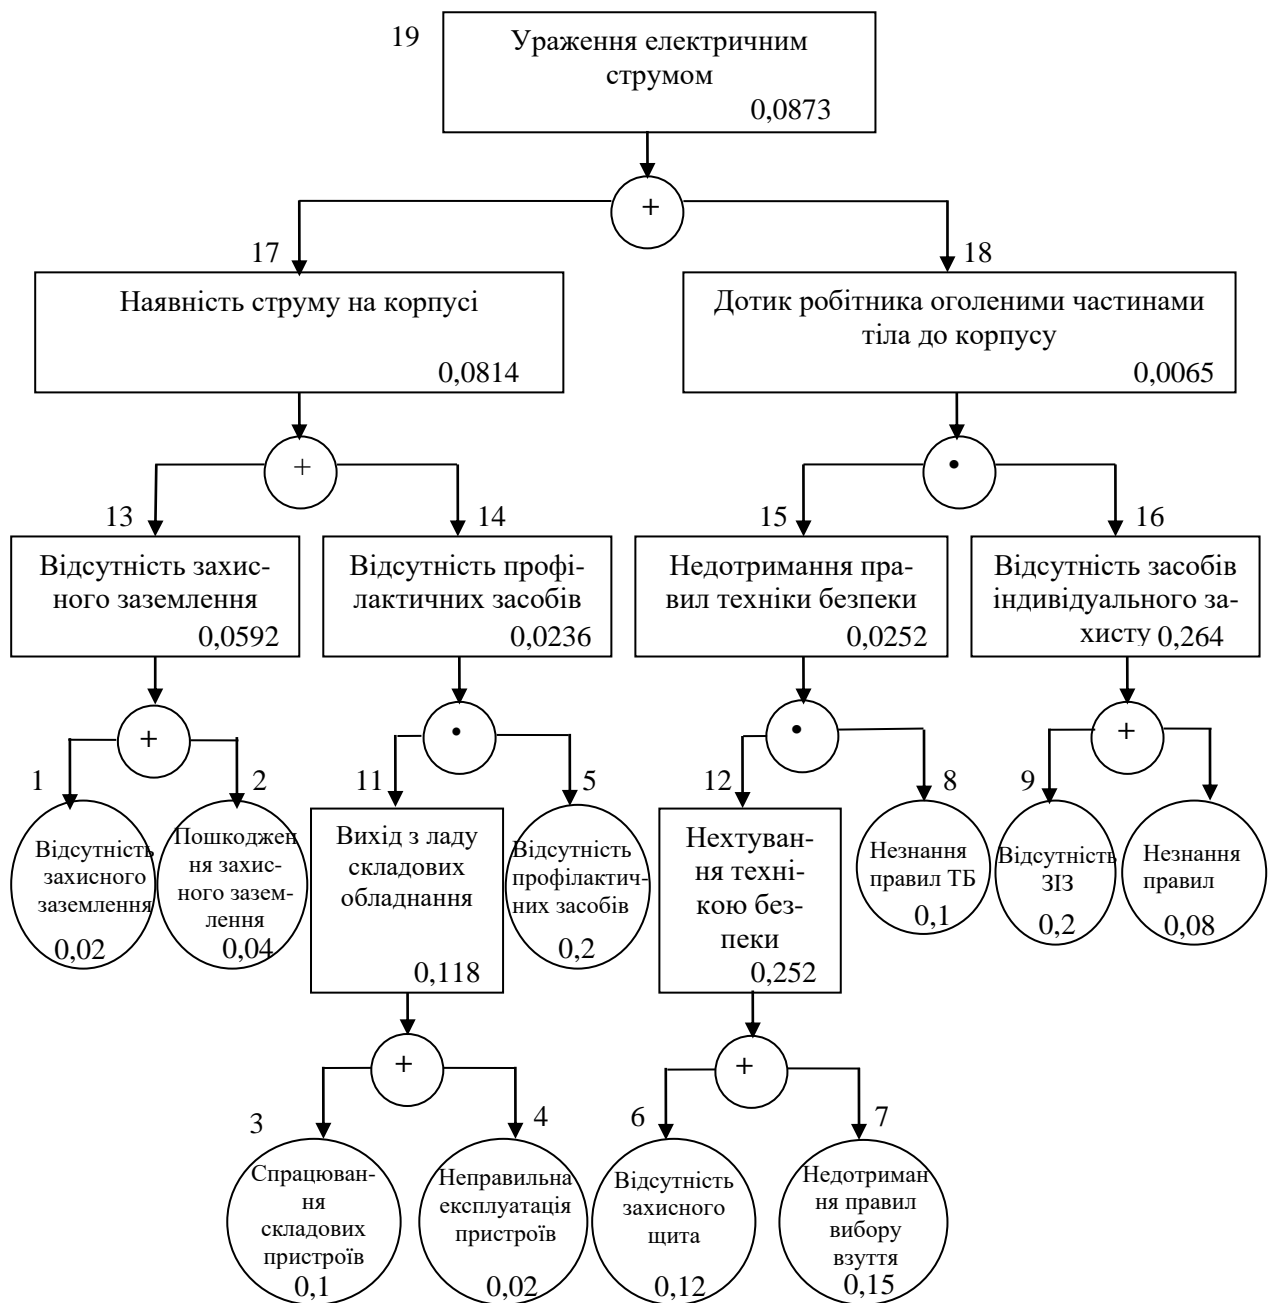 19
Ураження електричним
струмом
0,0873
+
17
18
Наявність струму на корпусі
0,0814
Дотик робітника оголеними частинами
тіла до корпусу
0,0065
+
•
13
14
15
16
Відсутність захис-
ного заземлення
0,0592
Відсутність профі-
лактичних засобів
0,0236
Недотримання пра-
вил техніки безпеки
0,0252
Відсутність засобів
індивідуального за-
хисту 0,264
+
•
•
+
1
2
11
5
12
8
9
Відсутність
захисного
заземлення
0,02
Пошкоджен
ня захис-
ного зазем-
лення
0,04
Вихід з ладу
складових
обладнання
0,118
Відсутність
профілактич-
них засобів
0,2
Нехтуван-
ня техні-
кою без-
пеки
0,252
Незнання
правил ТБ
0,1
Відсутність
ЗІЗ
0,2
Незнання
правил
0,08
+
+
3
4
6
7
Спрацюван-
ня
складових
пристроїв
0,1
Неправильна
експлуатація
пристроїв
0,02
Відсутність
захисного
щита
0,12
Недотриман
ня правил
вибору
взуття
0,15